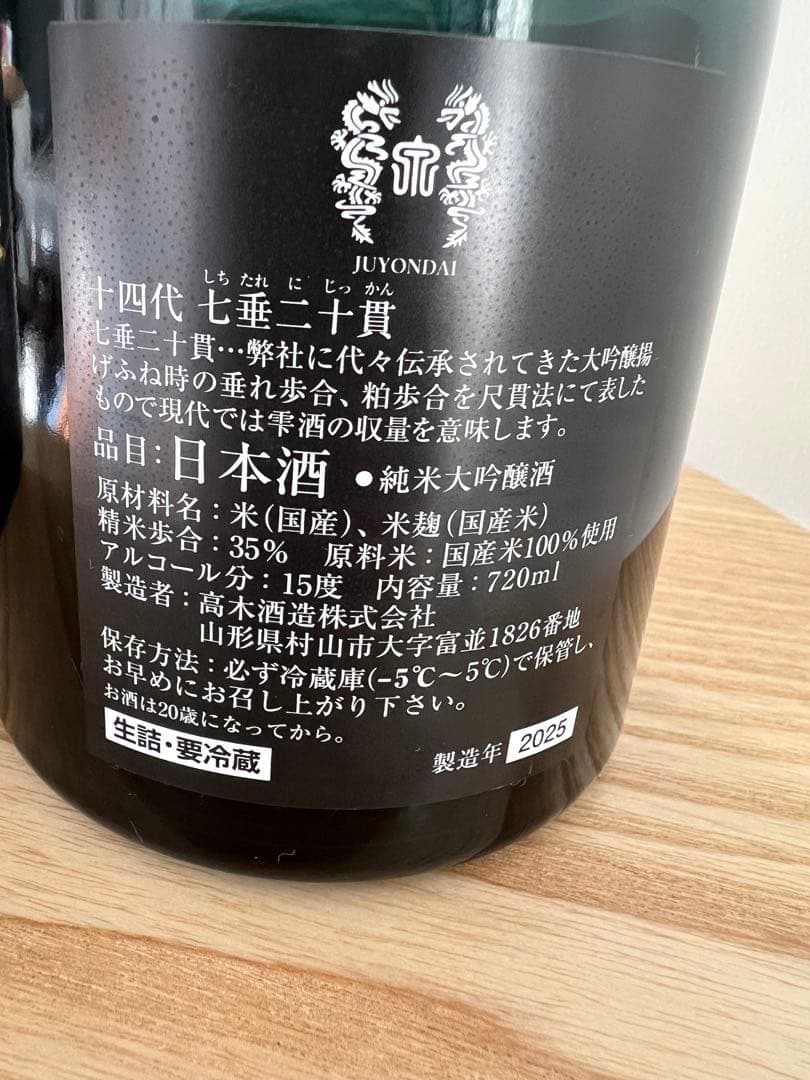 JUYONDAI
しち たれ に じっ かん
十四代 七垂二十貫
七垂二十貫…弊社に代々伝承されてきた大吟醸揚
げふね時の垂れ歩合、粕歩合を尺貫法にて表した
もので現代では雫酒の収量を意味します。
品目：日本酒 ●純米大吟醸酒
原材料名：米(国産)、米麹(国産米)
精米歩合：35% 原料米：国産米100%使用
アルコール分：15度 内容量：720ml
製造者：高木酒造株式会社
山形県村山市大字富並1826番地
保存方法：必ず冷蔵庫(-5℃〜5℃)で保管し、
お早めにお召し上がり下さい。
お酒は20歳になってから。
生詰・要冷蔵
製造年 2025